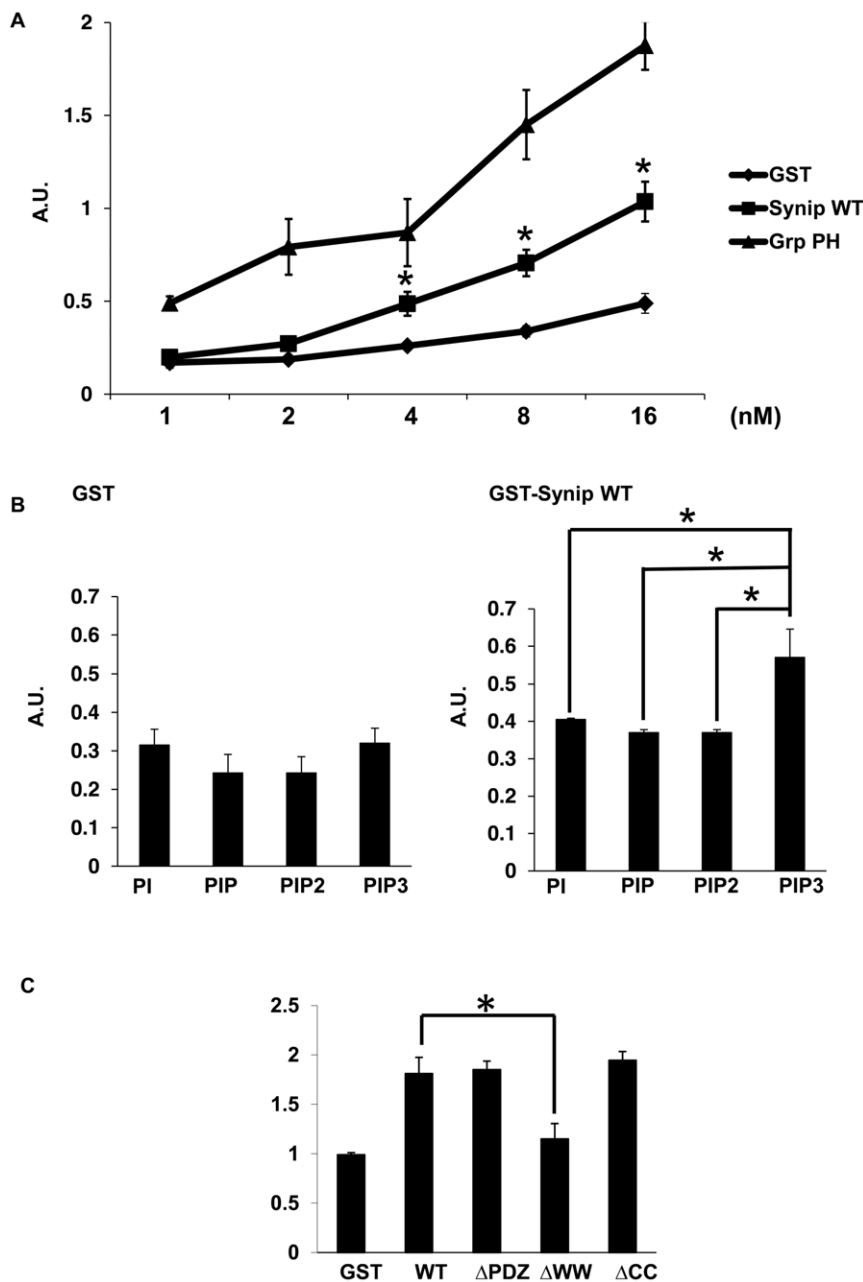 A
2
1.5
1
0.5
0
A.U.
1 2 4 8 16 (nM)
* * *
GST
Synip WT
Grp PH
B
GST
0.7
0.6
0.5
0.4
0.3
0.2
0.1
0
A.U.
PI PIP PIP2 PIP3
GST-Synip WT
*
*
*
0.7
0.6
0.5
0.4
0.3
0.2
0.1
0
A.U.
PI PIP PIP2 PIP3
C
*
2.5
2
1.5
1
0.5
0
GST WT ΔPDZ ΔWW ΔCC